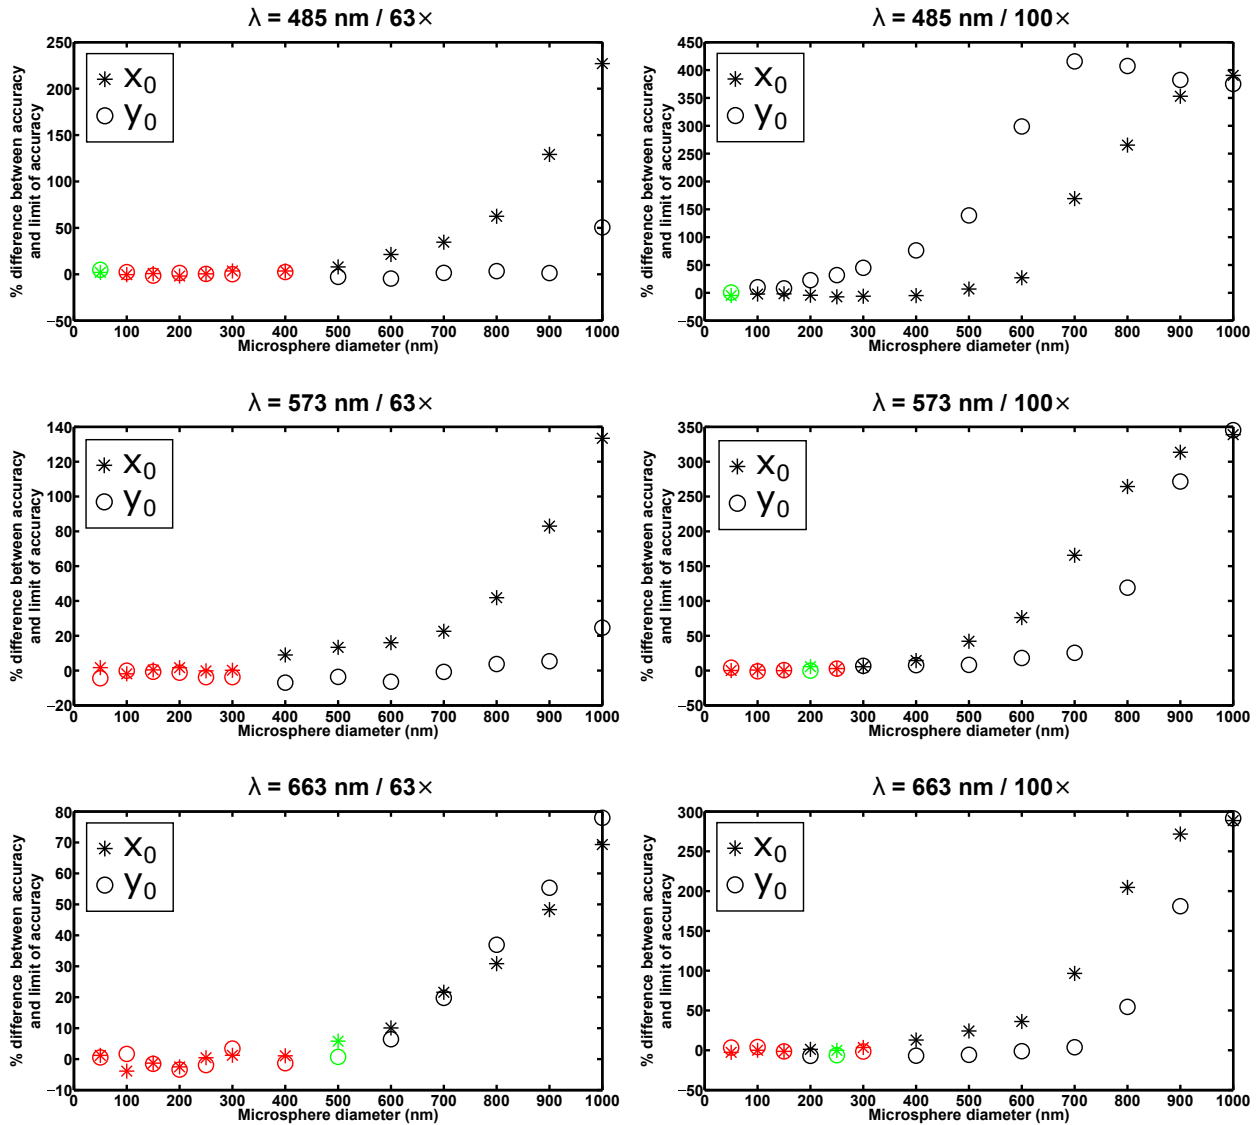 λ = 485 nm / 63×
% difference between accuracy
and limit of accuracy
250
200
150
100
50
0
−50
x0
y0
0 100 200 300 400 500 600 700 800 900 1000
Microsphere diameter (nm)
λ = 485 nm / 100×
% difference between accuracy
and limit of accuracy
450
400
350
300
250
200
150
100
50
0
−50
x0
y0
0 100 200 300 400 500 600 700 800 900 1000
Microsphere diameter (nm)
λ = 573 nm / 63×
% difference between accuracy
and limit of accuracy
140
120
100
80
60
40
20
0
−20
x0
y0
0 100 200 300 400 500 600 700 800 900 1000
Microsphere diameter (nm)
λ = 573 nm / 100×
% difference between accuracy
and limit of accuracy
350
300
250
200
150
100
50
0
−50
x0
y0
0 100 200 300 400 500 600 700 800 900 1000
Microsphere diameter (nm)
λ = 663 nm / 63×
% difference between accuracy
and limit of accuracy
80
70
60
50
40
30
20
10
0
−10
x0
y0
0 100 200 300 400 500 600 700 800 900 1000
Microsphere diameter (nm)
λ = 663 nm / 100×
% difference between accuracy
and limit of accuracy
300
250
200
150
100
50
0
−50
x0
y0
0 100 200 300 400 500 600 700 800 900 1000
Microsphere diameter (nm)